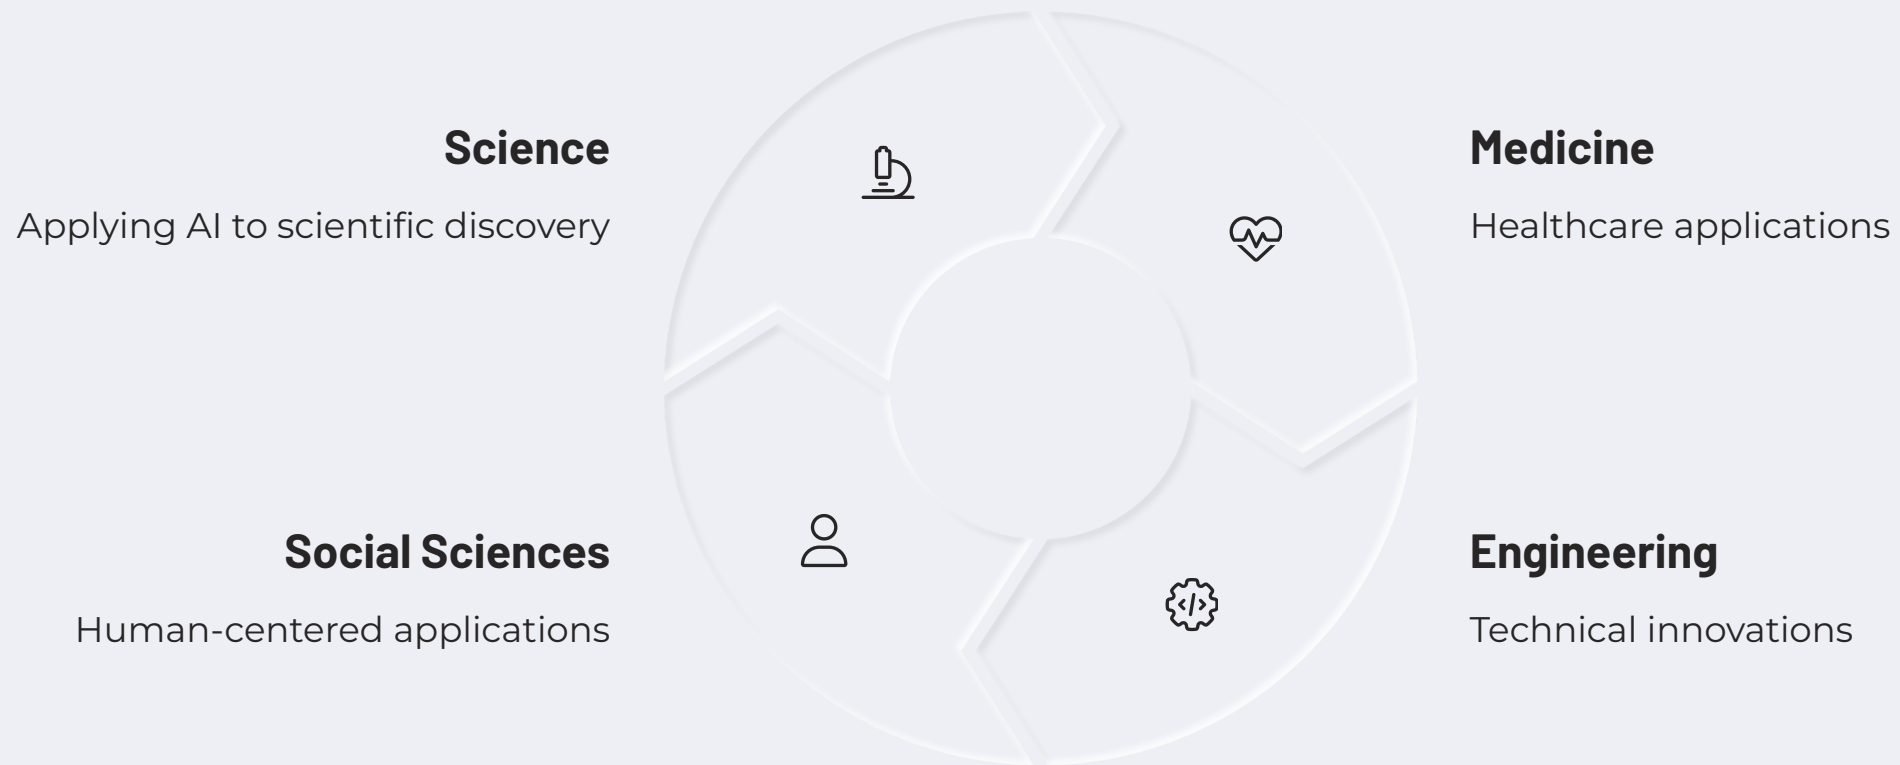 Science
Applying AI to scientific discovery
Medicine
Healthcare applications
Social Sciences
Human-centered applications
Engineering
Technical innovations